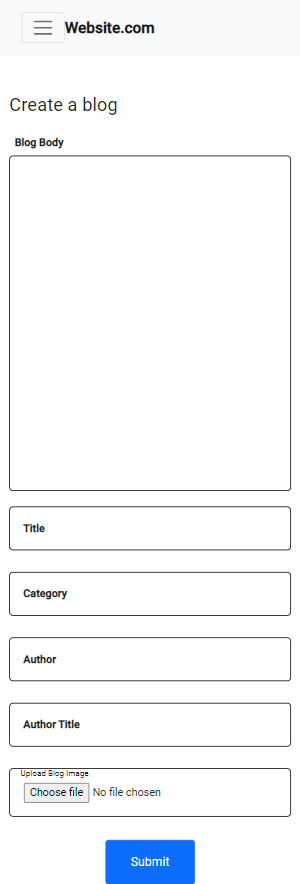 Website.com
Create a blog
Blog Body
Title
Category
Author
Author Title
Upload Blog Image
Choose file No file chosen
Submit